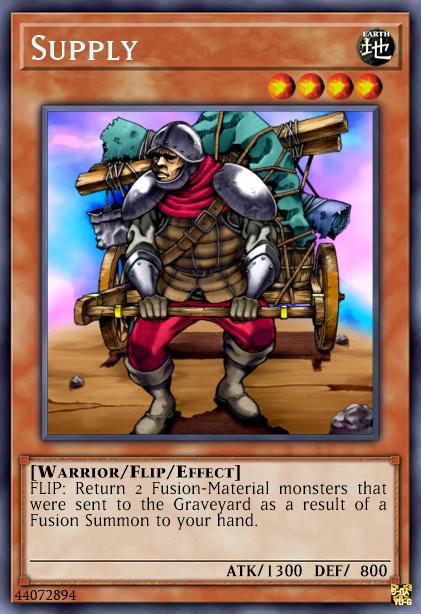 SUPPLY
EARTH
地
[WARRIOR/FLIP/EFFECT]
FLIP: Return 2 Fusion-Material monsters that
were sent to the Graveyard as a result of a
Fusion Summon to your hand.
ATK/1300 DEF/ 800
44072894